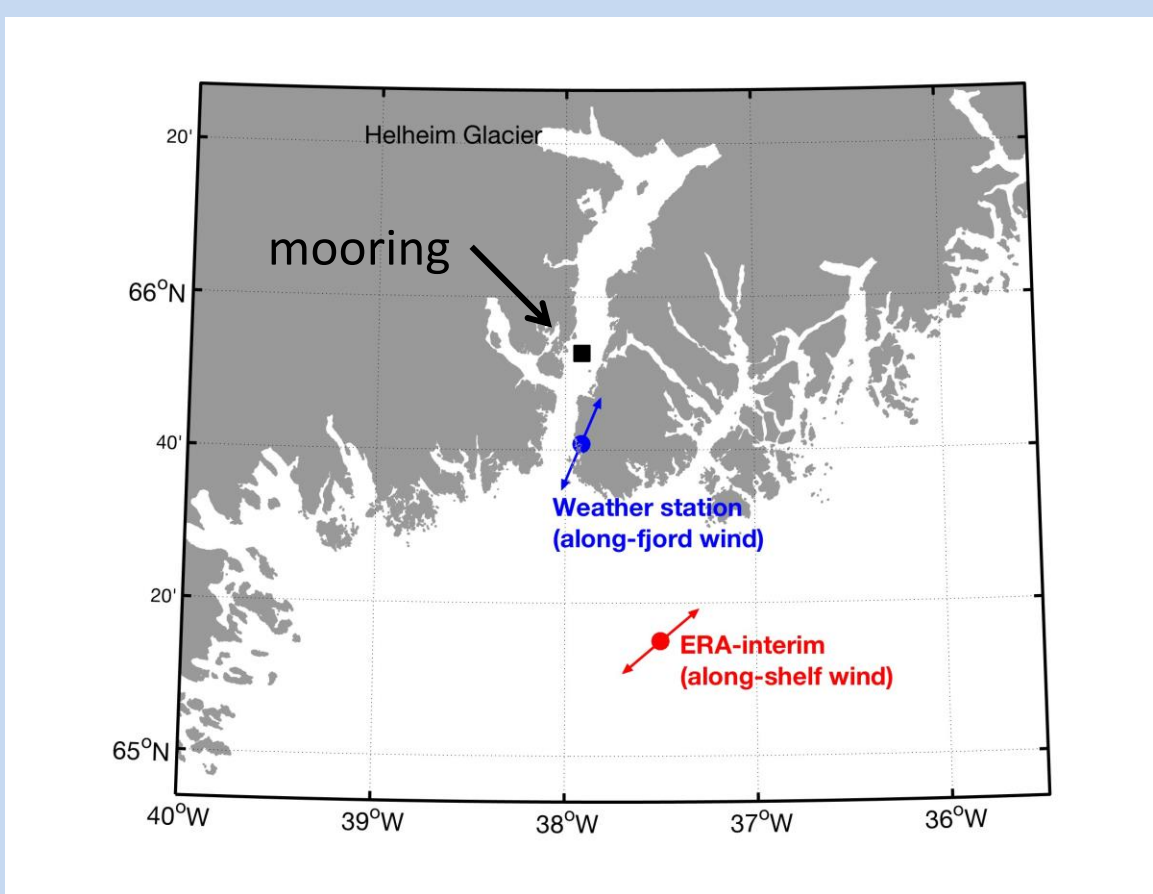 20'
Helheim Glacier
mooring
66°N
40'
Weather station
(along-fjord wind)
20'
ERA-interim
(along-shelf wind)
65°N
40°W
39°W
38°W
37°W
36°W